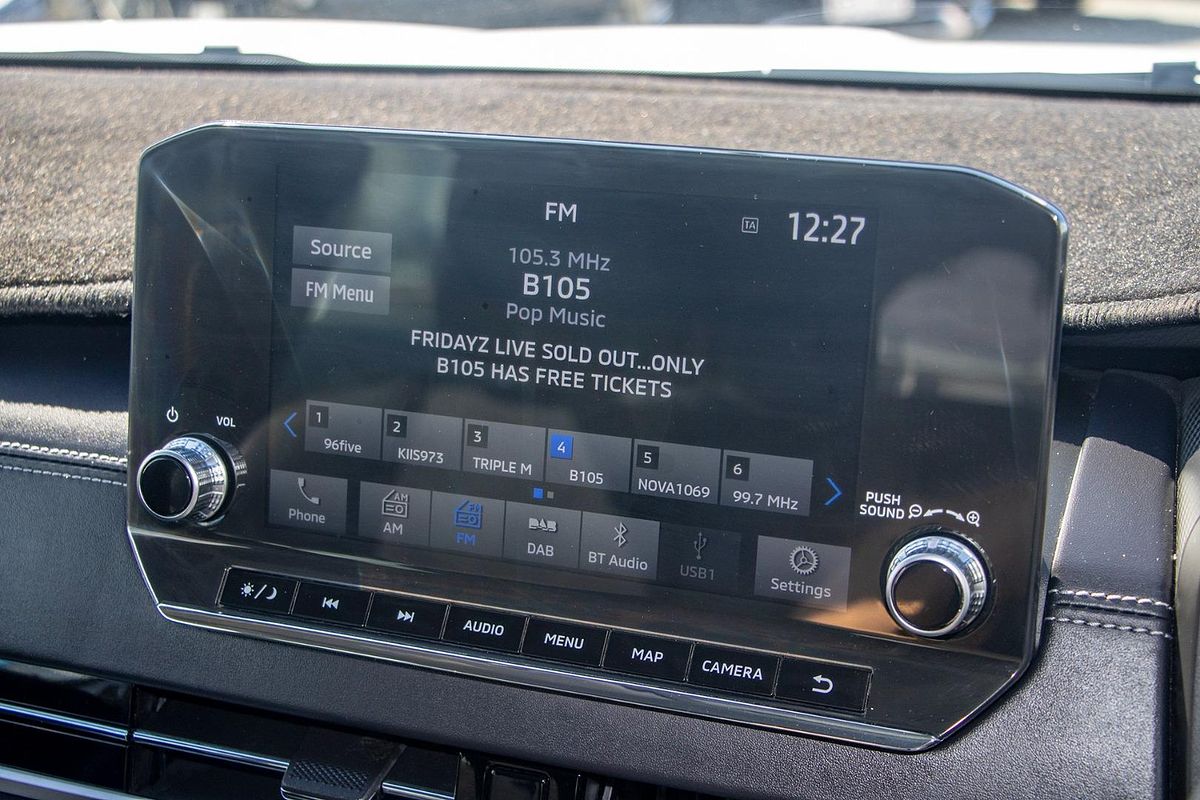 FM
TA
12:27
Source
FM Menu
105.3 MHz
B105
Pop Music
FRIDAYZ LIVE SOLD OUT...ONLY
B105 HAS FREE TICKETS
1
96five
2
KIIS973
3
TRIPLE M
4
B105
5
NOVA1069
6
99.7 MHz
VOL
PUSH
SOUND
Phone
AM
AM
FM
FM
DAB
DAB
BT Audio
USB1
Settings
AUDIO
MENU
MAP
CAMERA